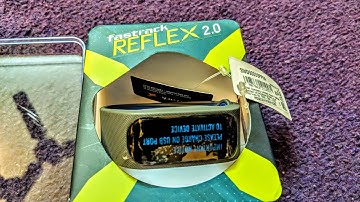 fastrack
REFLEX 2.0
IMPORTANT NOTICE
PLEASE CHARGE ON USB PORT
TO ACTIVATE DEVICE